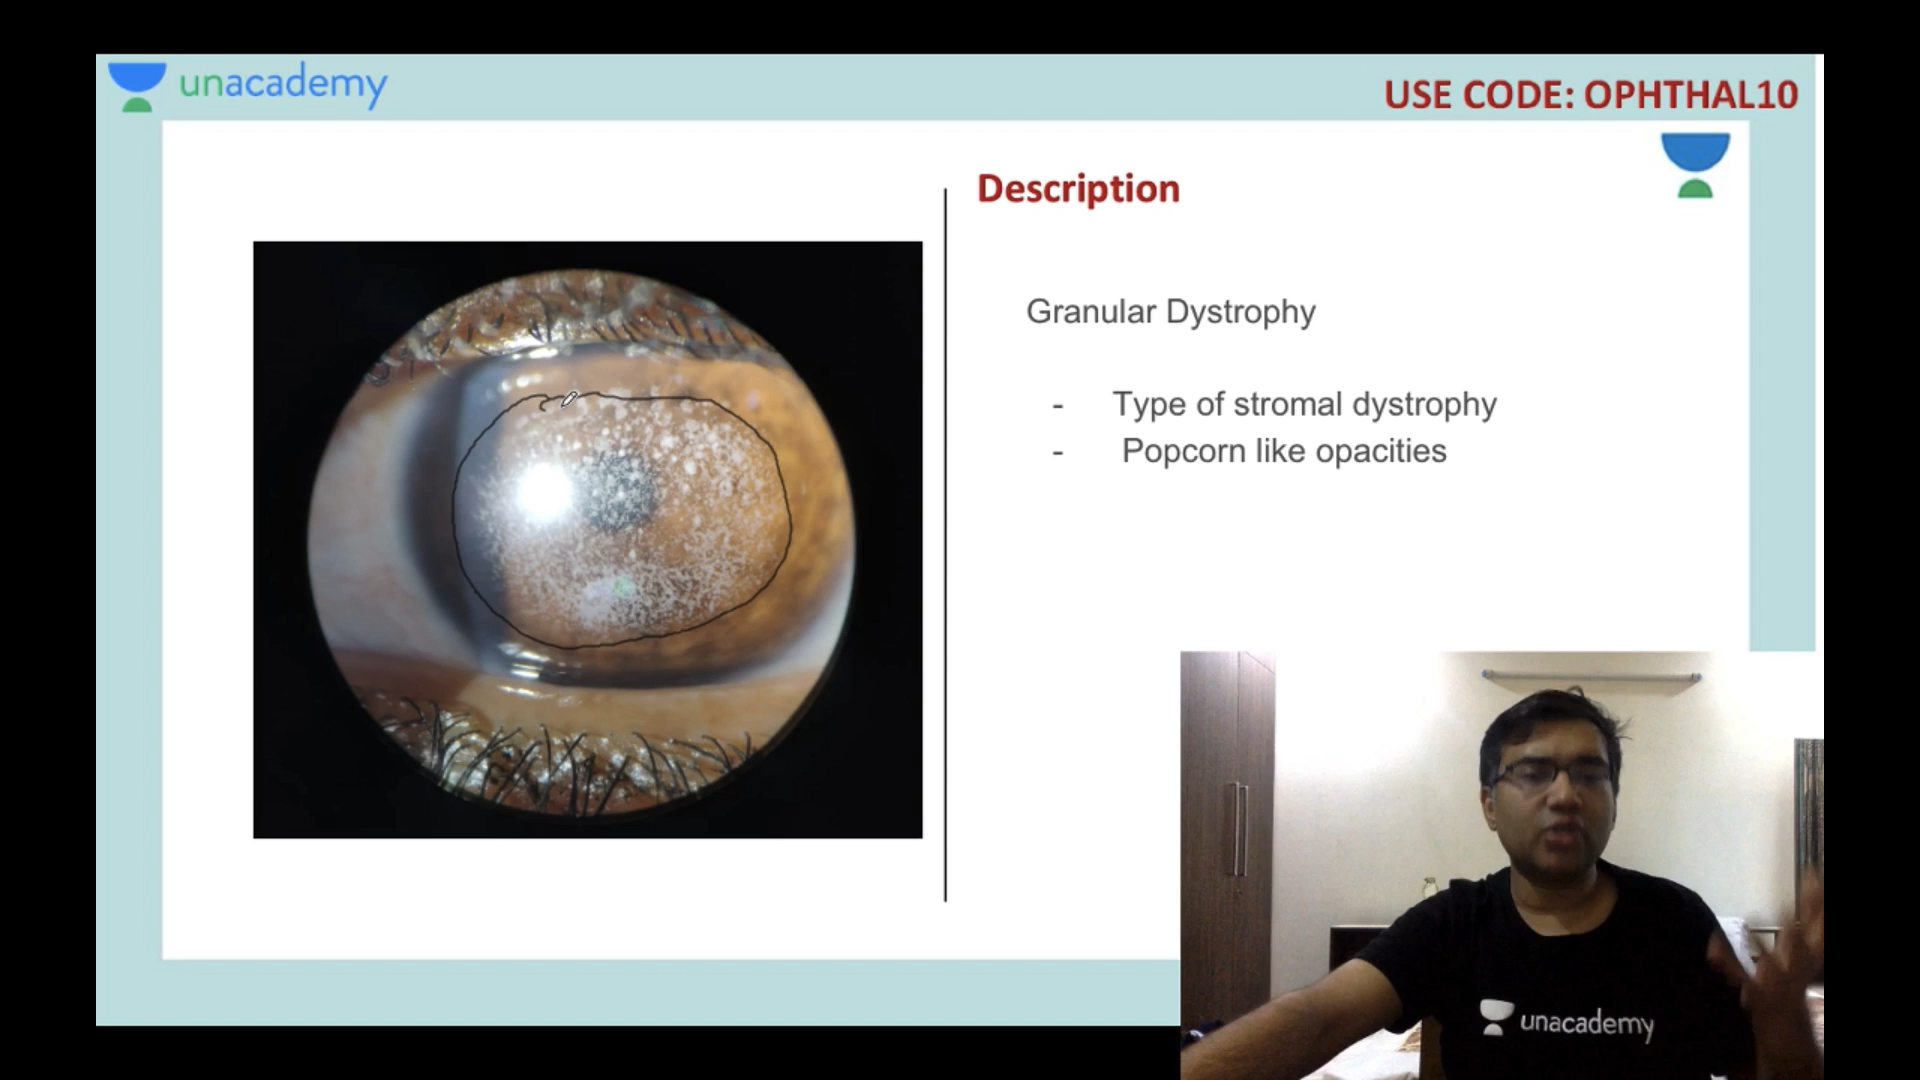 unacademy
USE CODE: OPHTHAL10
Description
Granular Dystrophy
- Type of stromal dystrophy
- Popcorn like opacities
unacademy